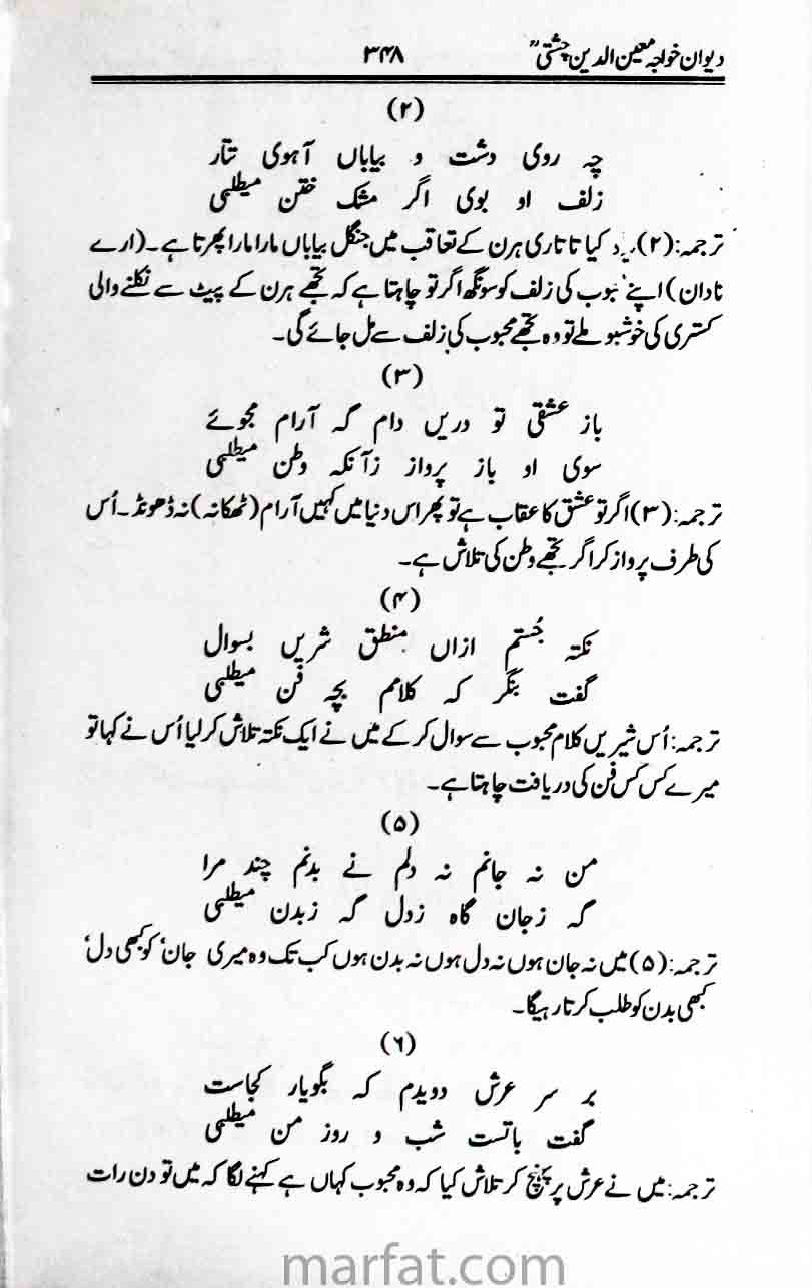 دیوان خواجہ معین الدین چشتیؒ ۳۴۸
(۲)
چہ روی دشت و بیاباں آہوی تتار
زلف او بوی اگر مشک ختن میطلبی
ترجمہ:(۲) کیا تاتاری ہرن کے تعاقب میں جنگل بیاباں مارا مارا پھرتا ہے۔(ارے
نادان) اپنے محبوب کی زلف کو سونگھ اگر تو چاہتا ہے کہ تجھے ہرن کے پیٹ سے نکلنے والی
کستری کی خوشبو ملے تو وہ تجھے محبوب کی زلف سے مل جائے گی۔
(۳)
باز عشقی تو دریں دام گہ آرام مجوئے
سوی او باز پرواز زآنکہ وطن میطلبی
ترجمہ:(۳) اگر تو عشق کا عقاب ہے تو پھر اس دنیا میں کہیں آرام (ٹھکانہ) نہ ڈھونڈ۔ اُس
کی طرف پرواز کر اگر تجھے وطن کی تلاش ہے۔
(۴)
نکتہ جُستم ازاں منطق شریں بسوال
گفت بنگر کہ کلامم بچہ فن میطلبی
ترجمہ: اُس شیریں کلام محبوب سے سوال کر کے میں نے ایک نکتہ تلاش کر لیا اُس نے کہا تو
میرے کس کس فن کی دریافت چاہتا ہے۔
(۵)
من نہ جانم نہ دلم نے بدنم چند مرا
گہ زجان گاہ زدل گہ زبدن میطلبی
ترجمہ:(۵) میں نہ جان ہوں نہ دل ہوں نہ بدن ہوں کب تک وہ میری جان، کو کبھی دل،
کبھی بدن کو طلب کرتا رہیگا۔
(۶)
بر سر عرش دویدم کہ بگو یار کجاست
گفت باتست شب و روز من میطلبی
ترجمہ: میں نے عرش پر پہنچ کر تلاش کیا کہ وہ محبوب کہاں ہے کہنے لگا کہ میں تو دن رات
marfat.com